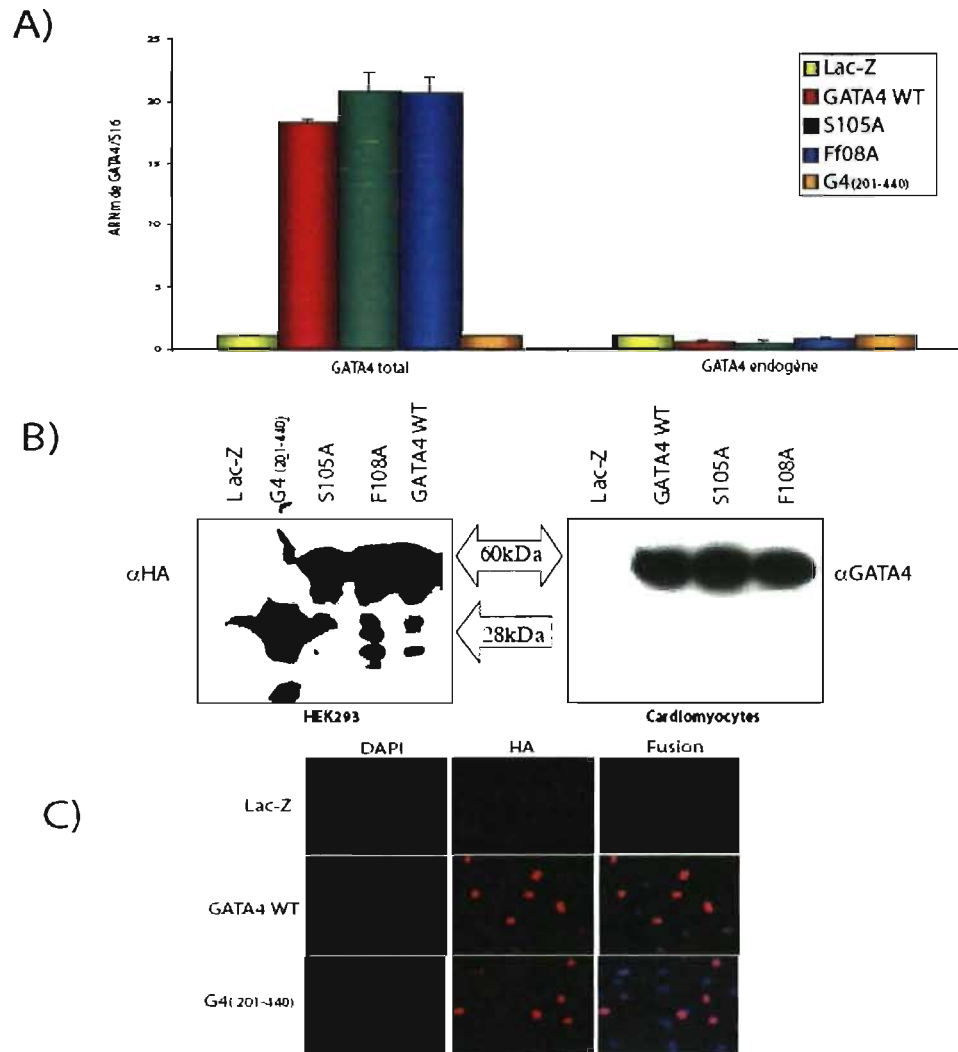 A)
25
20
15
10
5
0
ARNm de GATA4/S16
GATA4 total
GATA4 endogène
Lac-Z
GATA4 WT
S105A
Ff08A
G4(201-440)
B)
Lac-Z
G4(201-440)
S105A
F108A
GATA4 WT
Lac-Z
GATA4 WT
S105A
F108A
αHA
60kDa
αGATA4
28kDa
HEK293
Cardiomyocytes
C)
DAPI
HA
Fusion
Lac-Z
GATA4 WT
G4(201-440)